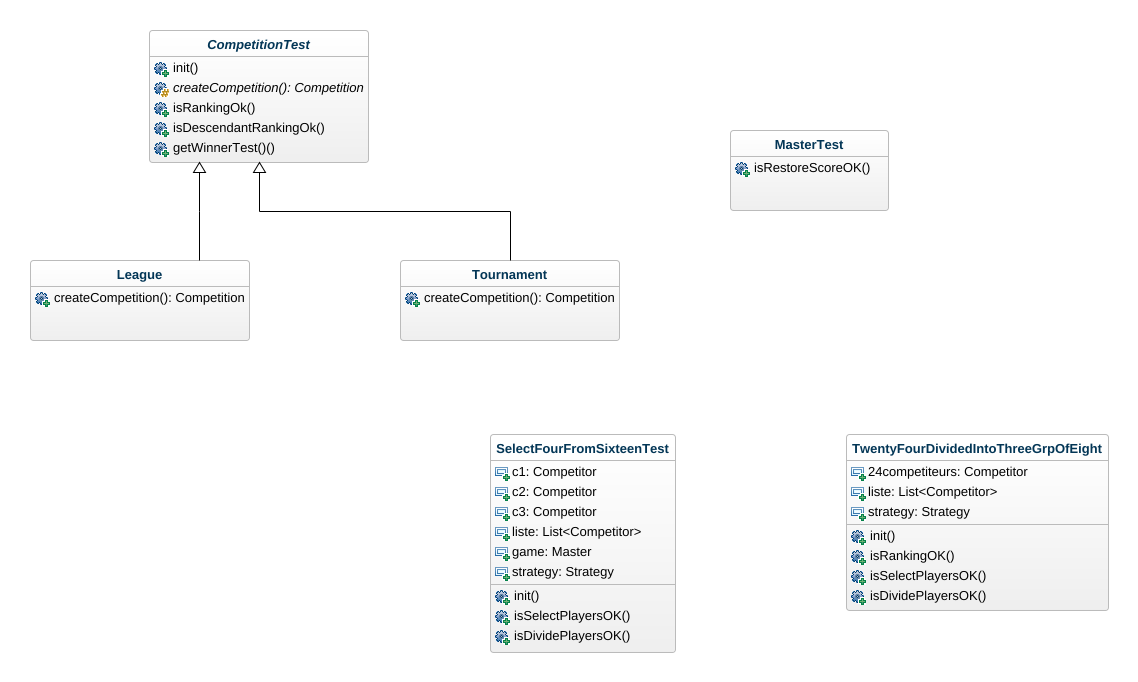 CompetitionTest
init()
createCompetition(): Competition
isRankingOk()
isDescendantRankingOk()
getWinnerTest()()
MasterTest
isRestoreScoreOK()
League
createCompetition(): Competition
Tournament
createCompetition(): Competition
SelectFourFromSixteenTest
c1: Competitor
c2: Competitor
c3: Competitor
liste: List<Competitor>
game: Master
strategy: Strategy
init()
isSelectPlayersOK()
isDividePlayersOK()
TwentyFourDividedIntoThreeGrpOfEight
24competiteurs: Competitor
liste: List<Competitor>
strategy: Strategy
init()
isRankingOK()
isSelectPlayersOK()
isDividePlayersOK()